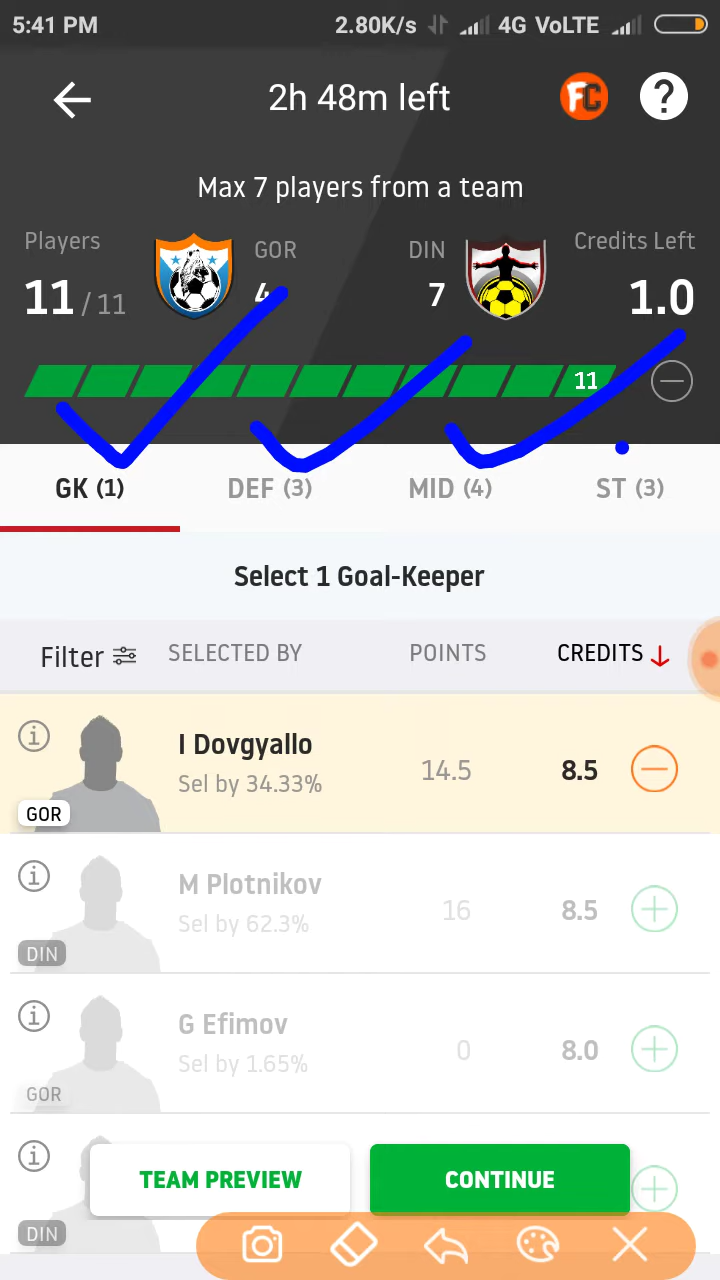 5:41 PM 2.80K/s 4G VoLTE
2h 48m left FC ?
Max 7 players from a team
Players GOR DIN Credits Left
11 / 11 4 7 1.0
11
GK (1) DEF (3) MID (4) ST (3)
Select 1 Goal-Keeper
Filter SELECTED BY POINTS CREDITS
I Dovgyallo
Sel by 34.33% 14.5 8.5
GOR
M Plotnikov
Sel by 62.3% 16 8.5
DIN
G Efimov
Sel by 1.65% 0 8.0
GOR
TEAM PREVIEW CONTINUE
DIN